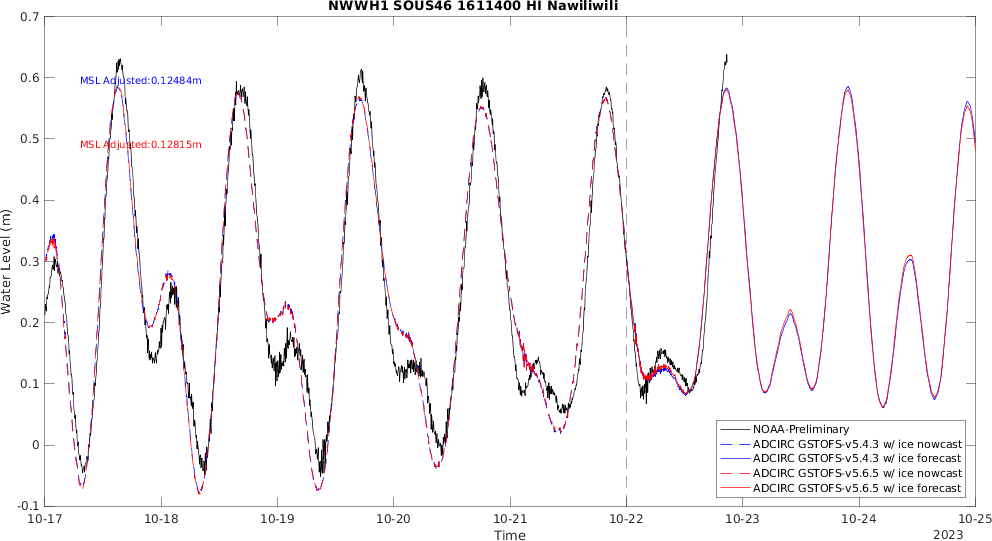 NWWH1 SOUS46 1611400 HI Nawiliwili
0.7
0.6
0.5
0.4
0.3
0.2
0.1
0
-0.1
Water Level (m)
MSL Adjusted:0.12484m
MSL Adjusted:0.12815m
NOAA-Preliminary
ADCIRC GSTOFS-v5.4.3 w/ ice nowcast
ADCIRC GSTOFS-v5.4.3 w/ ice forecast
ADCIRC GSTOFS-v5.6.5 w/ ice nowcast
ADCIRC GSTOFS-v5.6.5 w/ ice forecast
10-17 10-18 10-19 10-20 10-21 10-22 10-23 10-24 10-25
Time
2023